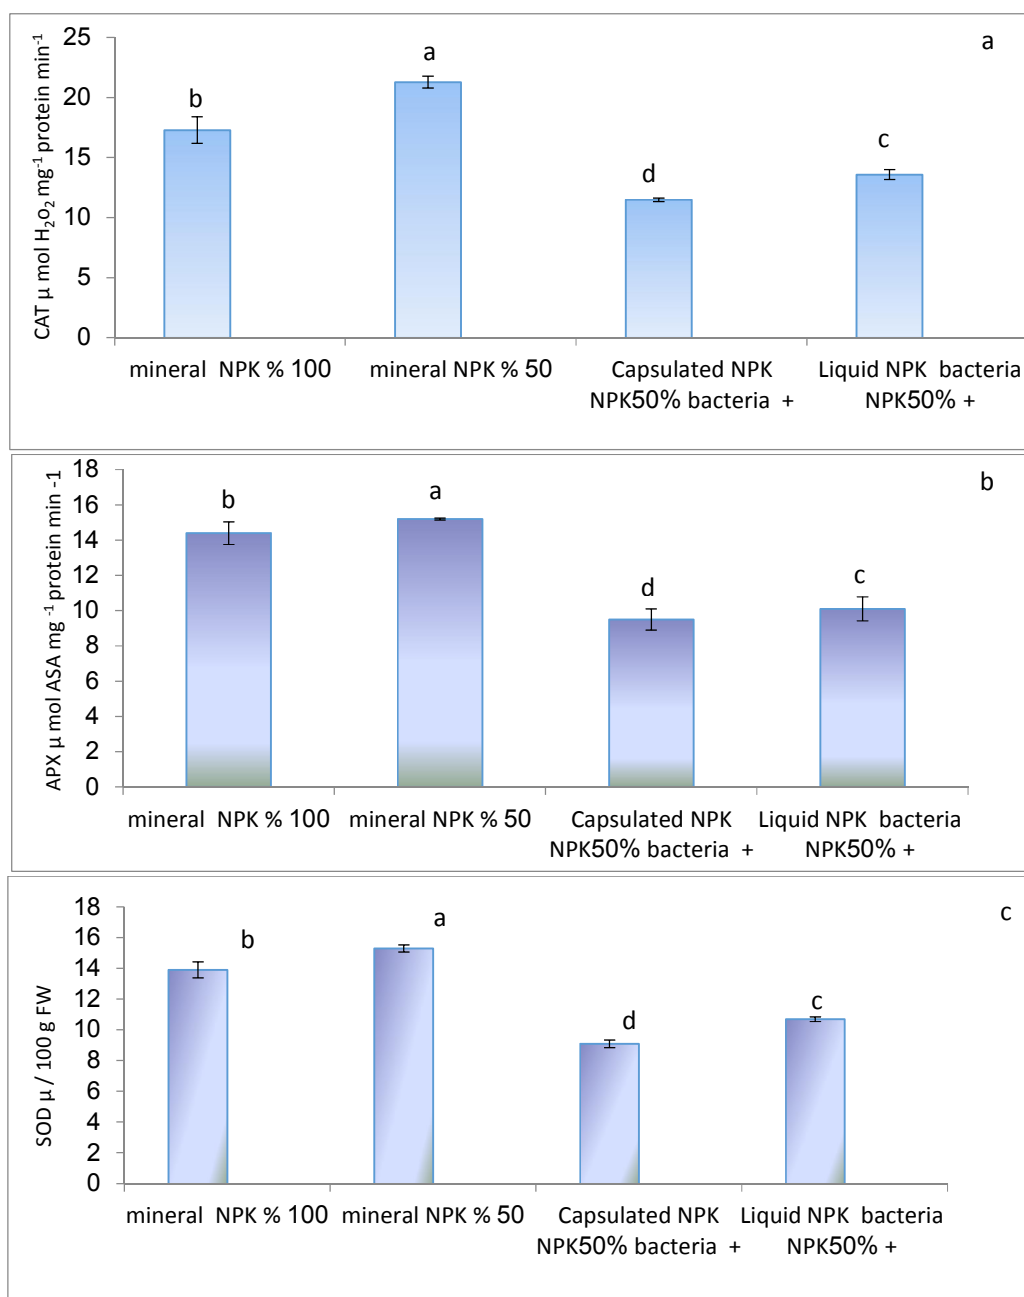 a
CAT µ mol H₂o₂ mg⁻¹ protein min⁻¹
25
20
15
10
5
0
b
a
d
c
mineral NPK % 100
mineral NPK % 50
Capsulated NPK
NPK50% bacteria +
Liquid NPK bacteria
NPK50% +
b
APX µ mol ASA mg ⁻¹ protein min -1
18
16
14
12
10
8
6
4
2
0
b
a
d
c
mineral NPK % 100
mineral NPK % 50
Capsulated NPK
NPK50% bacteria +
Liquid NPK bacteria
NPK50% +
c
SOD µ / 100 g FW
18
16
14
12
10
8
6
4
2
0
b
a
d
c
mineral NPK % 100
mineral NPK % 50
Capsulated NPK
NPK50% bacteria +
Liquid NPK bacteria
NPK50% +